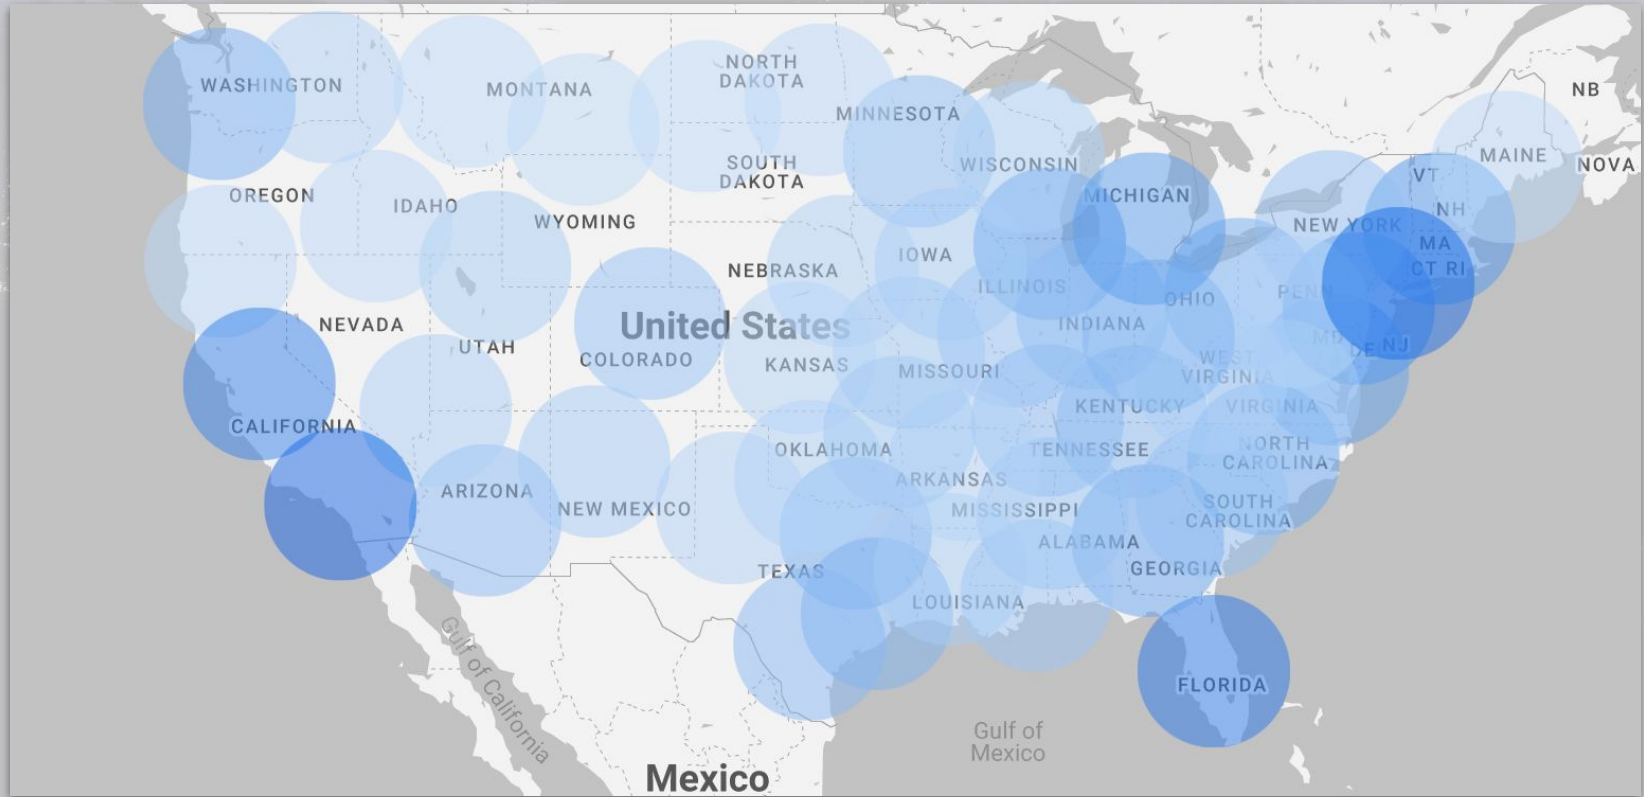 NORTH
DAKOTA
WASHINGTON
MONTANA
NB
MINNESOTA
MAINE
NOVA
SOUTH
DAKOTA
WISCONSIN
VT
OREGON
IDAHO
MICHIGAN
NH
WYOMING
NEW YORK
MA
IOWA
NEBRASKA
CT RI
ILLINOIS
OHIO
PENN
NEVADA
United States
INDIANA
MD
UTAH
DE
NJ
COLORADO
KANSAS
MISSOURI
WEST
VIRGINIA
KENTUCKY
VIRGINIA
CALIFORNIA
OKLAHOMA
TENNESSEE
NORTH
CAROLINA
ARIZONA
ARKANSAS
NEW MEXICO
MISSISSIPPI
SOUTH
CAROLINA
ALABAMA
TEXAS
GEORGIA
LOUISIANA
Gulf of California
FLORIDA
Gulf of
Mexico
Mexico